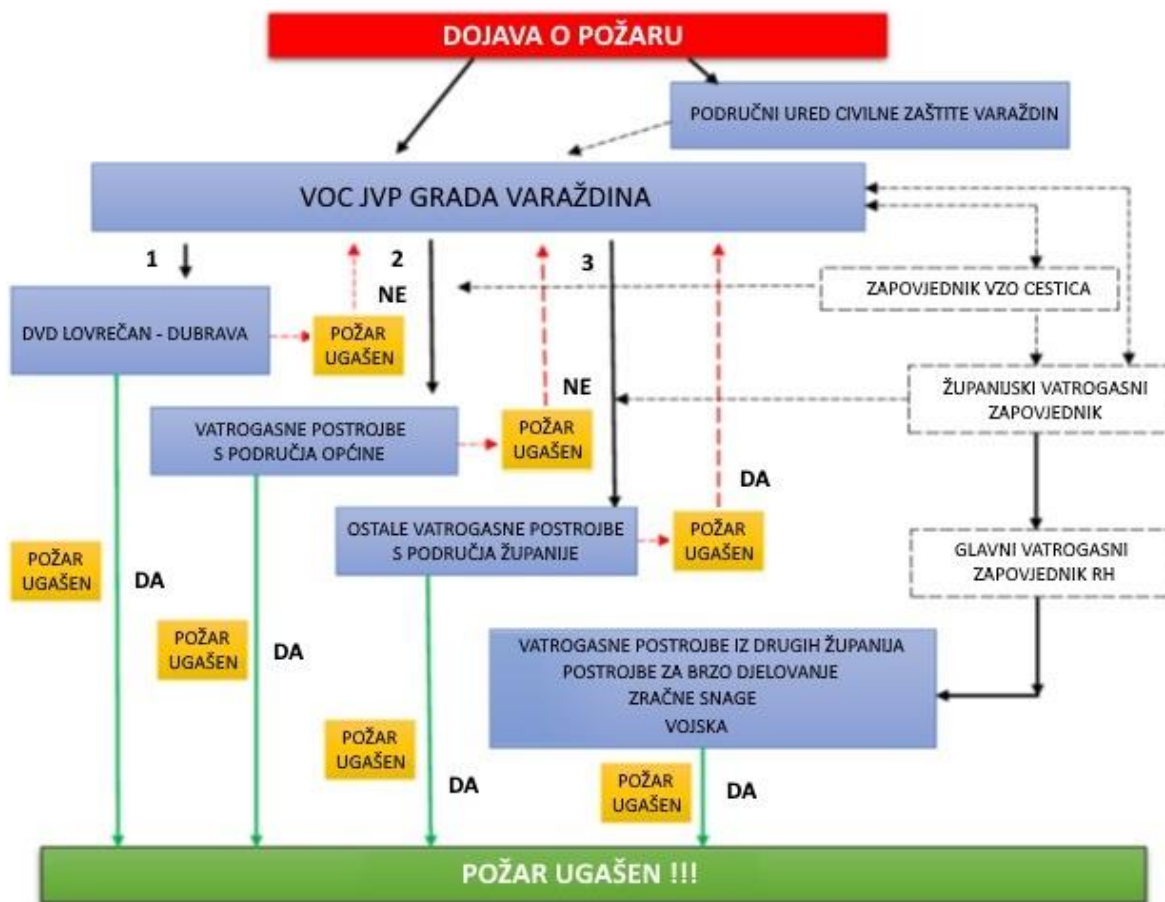 DOJAVA O POŽARU
PODRUČNI URED CIVILNE ZAŠTITE VARAŽDIN
VOC JVP GRADA VARAŽDINA
1
2
3
NE
ZAPOVJEDNIK VZO CESTICA
DVD LOVREČAN - DUBRAVA
POŽAR
UGAŠEN
NE
ŽUPANIJSKI VATROGASNI
ZAPOVJEDNIK
VATROGASNE POSTROJBE
S PODRUČJA OPĆINE
POŽAR
UGAŠEN
DA
OSTALE VATROGASNE POSTROJBE
S PODRUČJA ŽUPANIJE
POŽAR
UGAŠEN
GLAVNI VATROGASNI
ZAPOVJEDNIK RH
POŽAR
UGAŠEN
DA
POŽAR
UGAŠEN
DA
VATROGASNE POSTROJBE IZ DRUGIH ŽUPANIJA
POSTROJBE ZA BRZO DJELOVANJE
ZRAČNE SNAGE
VOJSKA
POŽAR
UGAŠEN
DA
POŽAR
UGAŠEN
DA
POŽAR UGAŠEN !!!